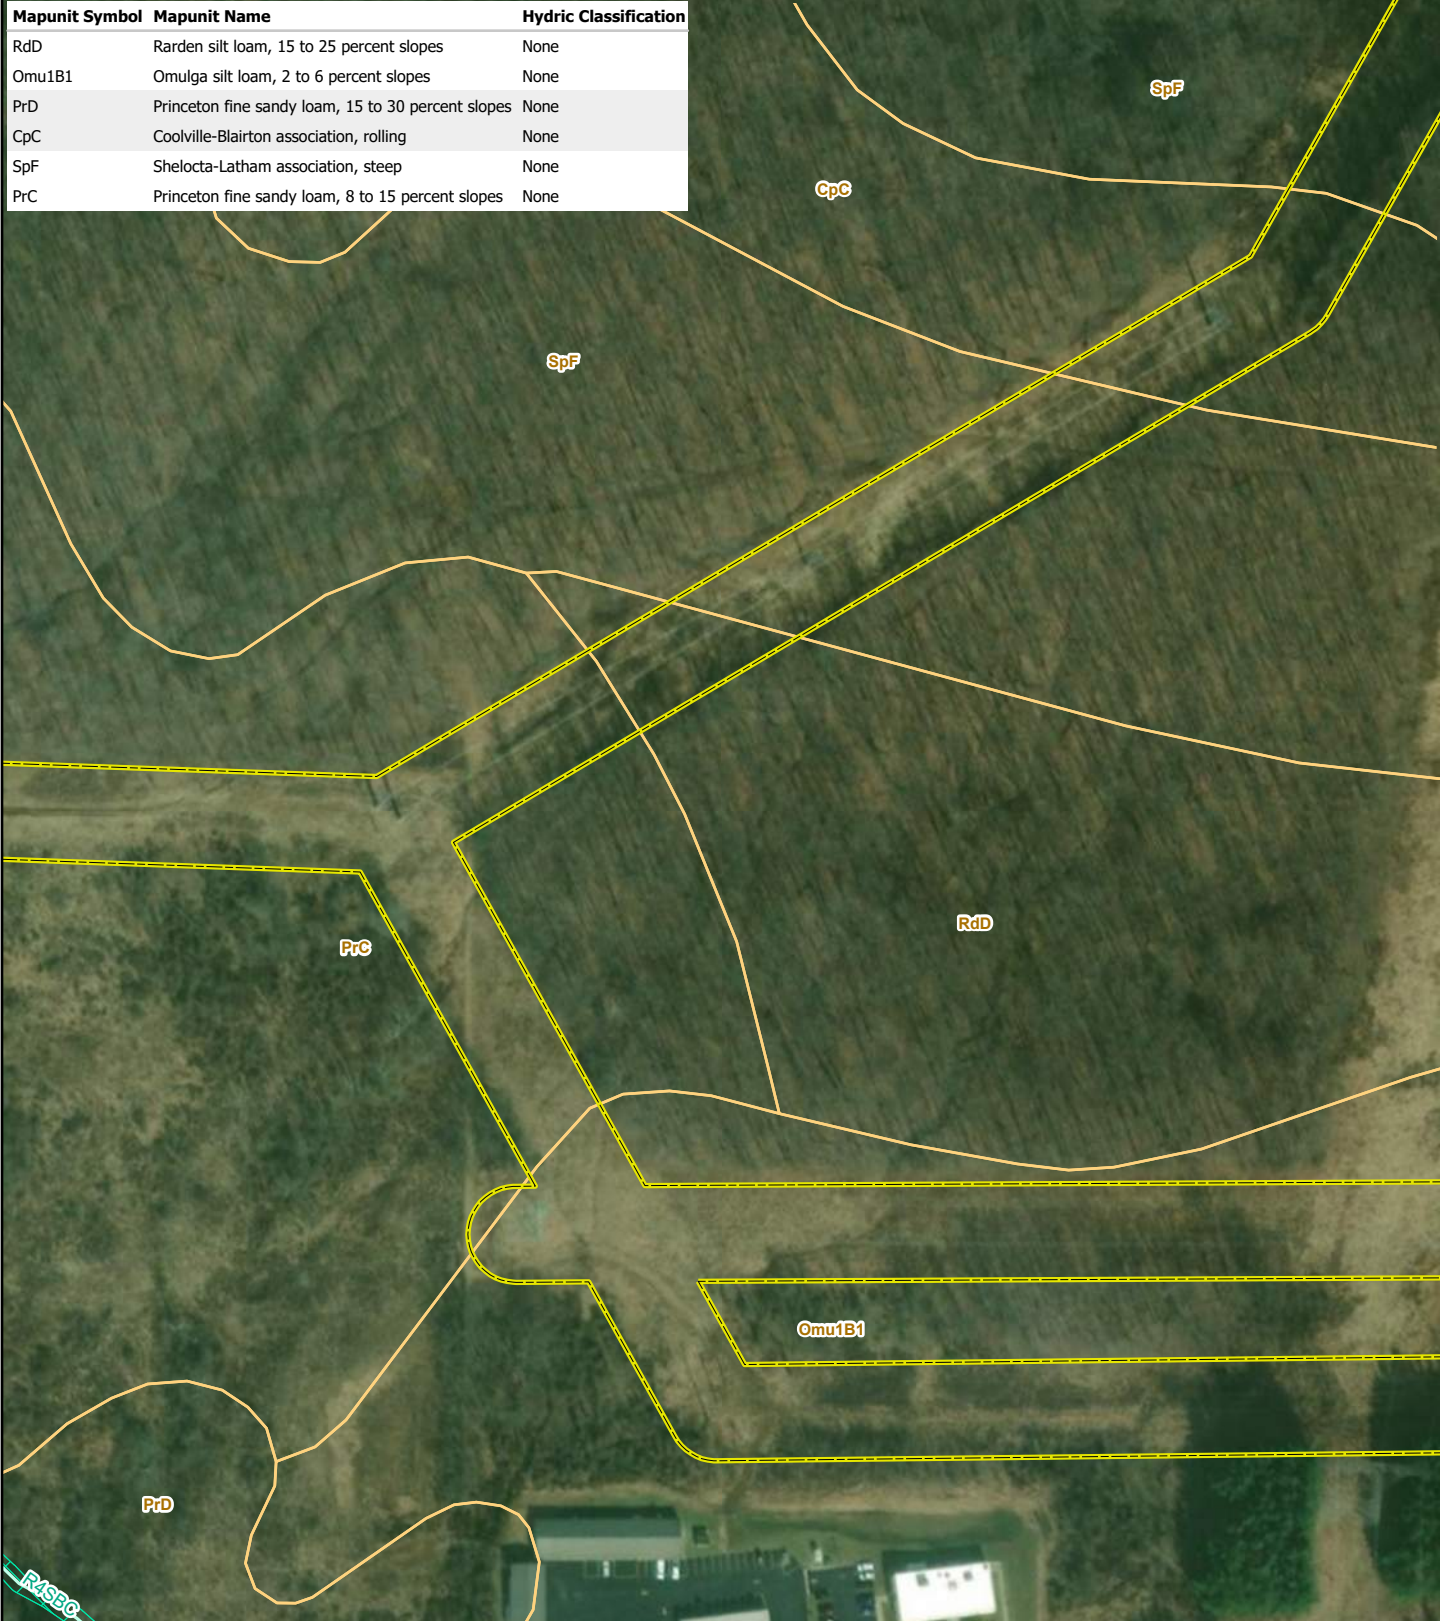 Mapunit Symbol Mapunit Name Hydric Classification
RdD Rarden silt loam, 15 to 25 percent slopes None
Omu1B1 Omulga silt loam, 2 to 6 percent slopes None
PrD Princeton fine sandy loam, 15 to 30 percent slopes None
CpC Coolville-Blairton association, rolling None
SpF Shelocta-Latham association, steep None
PrC Princeton fine sandy loam, 8 to 15 percent slopes None
SpF
CpC
SpF
RdD
PrC
Omu1B1
PrD
R4SBC